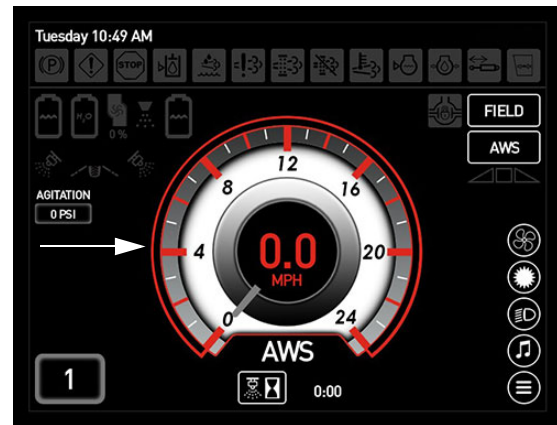 Tuesday 10:49 AM
(P)
STOP
H₂O
0 %
FIELD
AWS
AGITATION
0 PSI
0
4
8
12
16
20
24
0.0
MPH
AWS
1
0:00